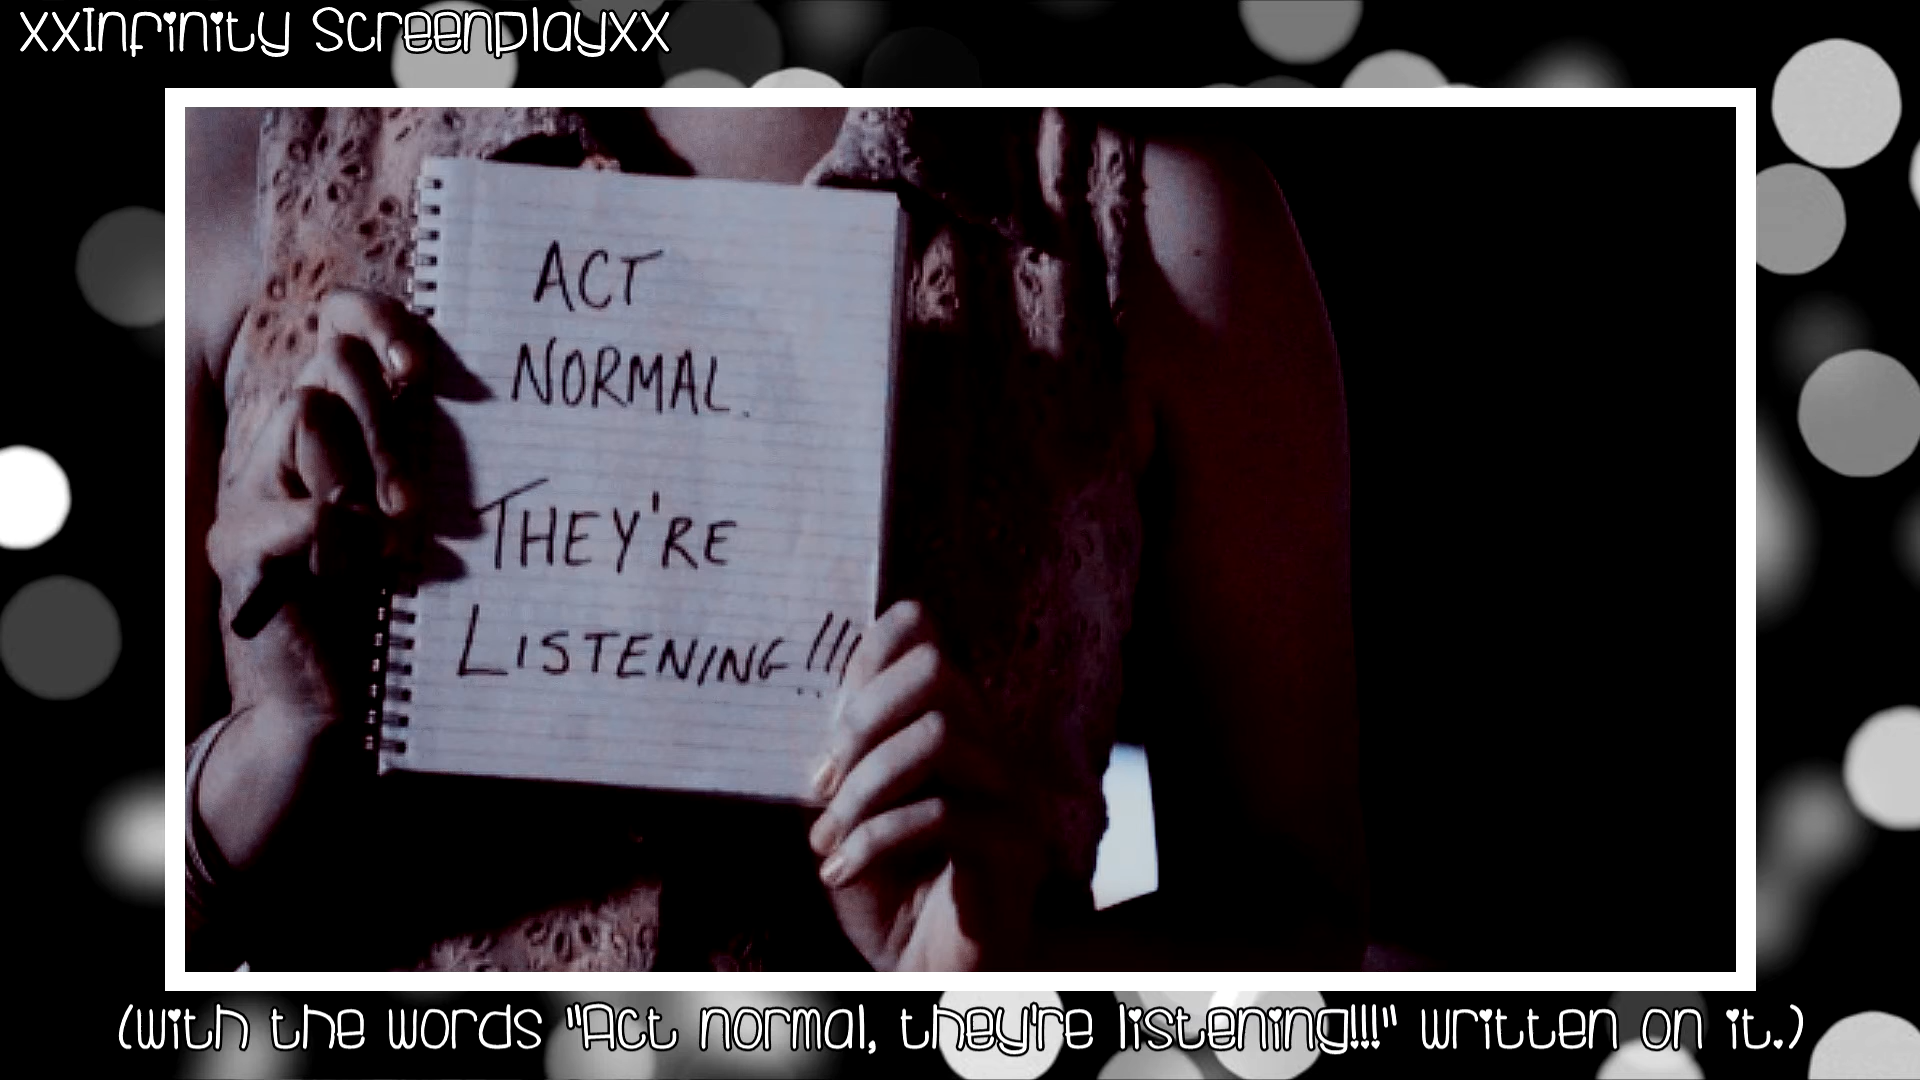 xxInfinity Screenplayxx
ACT
NORMAL.
THEY'RE
LISTENING!!!
(with the words "Act normal, they're listening!!!" written on it.)